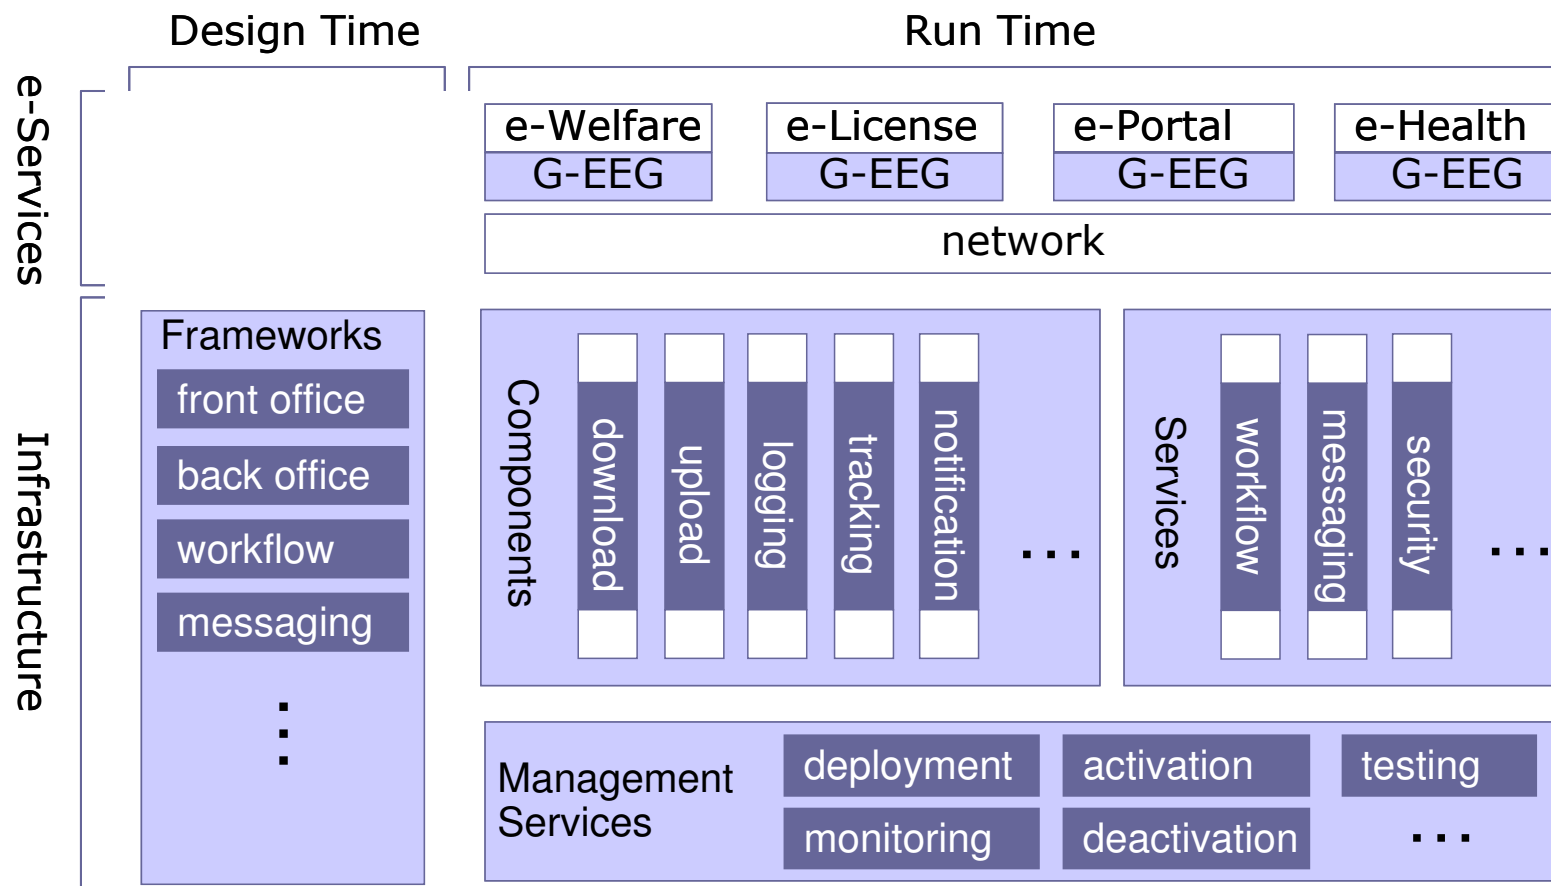 Design Time
Run Time
e-Services
e-Welfare
e-License
e-Portal
e-Health
G-EEG
G-EEG
G-EEG
G-EEG
network
Infrastructure
Frameworks
front office
back office
workflow
messaging
...
Components
download
upload
logging
tracking
notification
...
Services
workflow
messaging
security
...
Management
Services
deployment
activation
testing
monitoring
deactivation
...